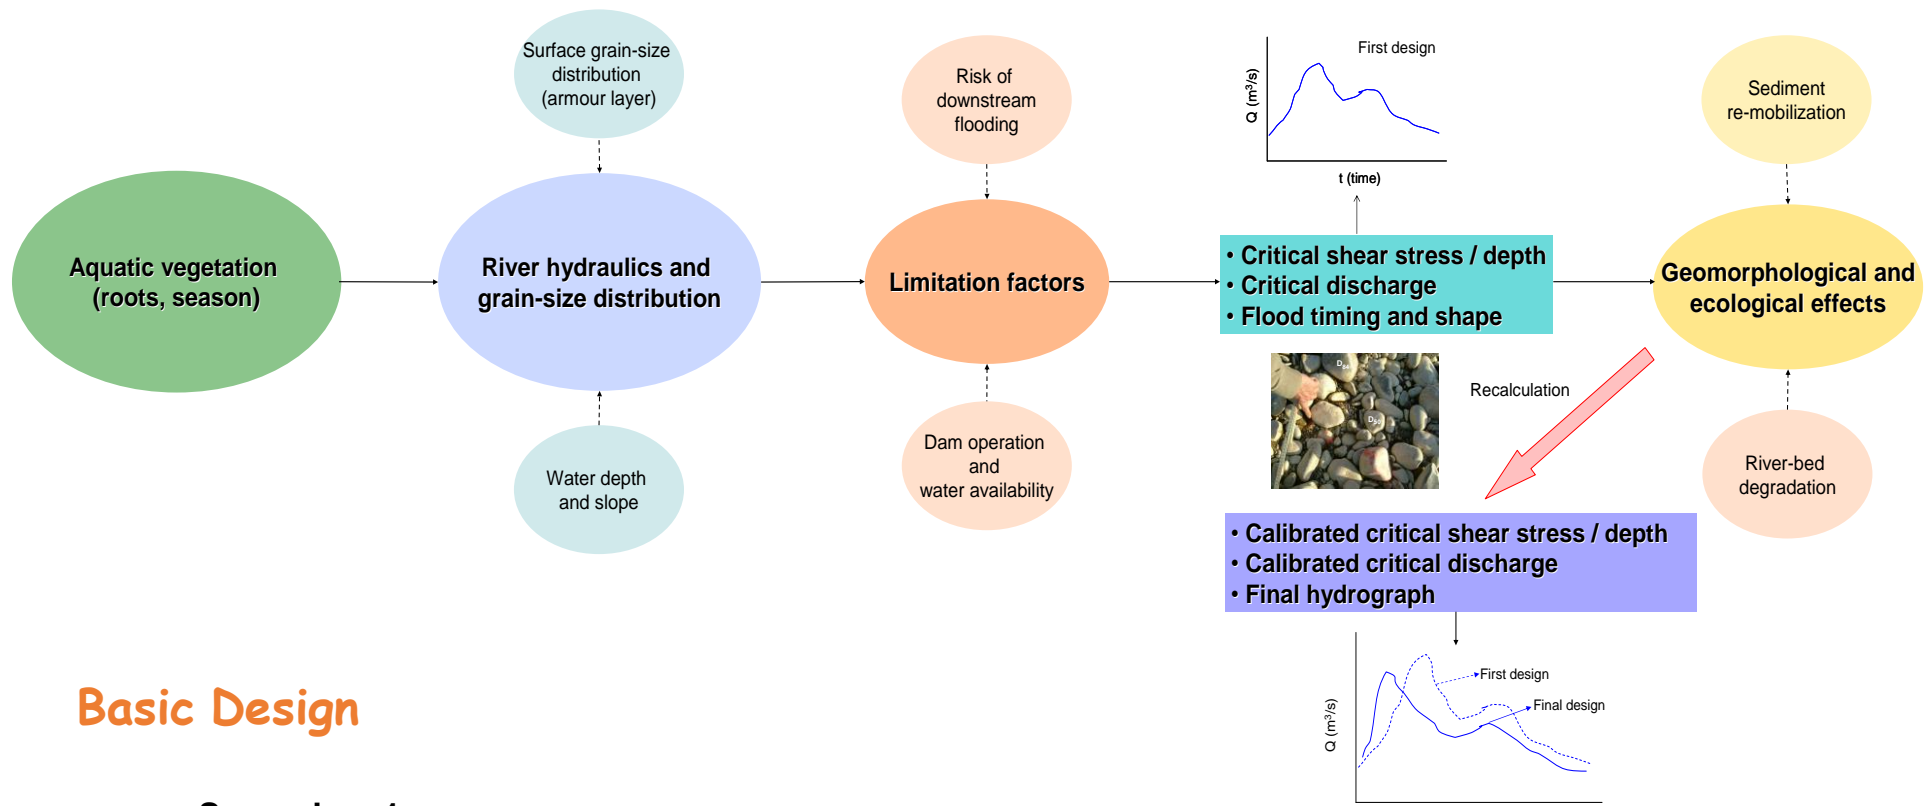 Surface grain-size
distribution
(armour layer)
Risk of
downstream
flooding
First design
Q (m³/s)
t (time)
Sediment
re-mobilization
Aquatic vegetation
(roots, season)
River hydraulics and
grain-size distribution
Limitation factors
• Critical shear stress / depth
• Critical discharge
• Flood timing and shape
Geomorphological and
ecological effects
Water depth
and slope
Dam operation
and
water availability
D84
D50
Recalculation
River-bed
degradation
• Calibrated critical shear stress / depth
• Calibrated critical discharge
• Final hydrograph
First design
Final design
Q (m³/s)
Basic Design